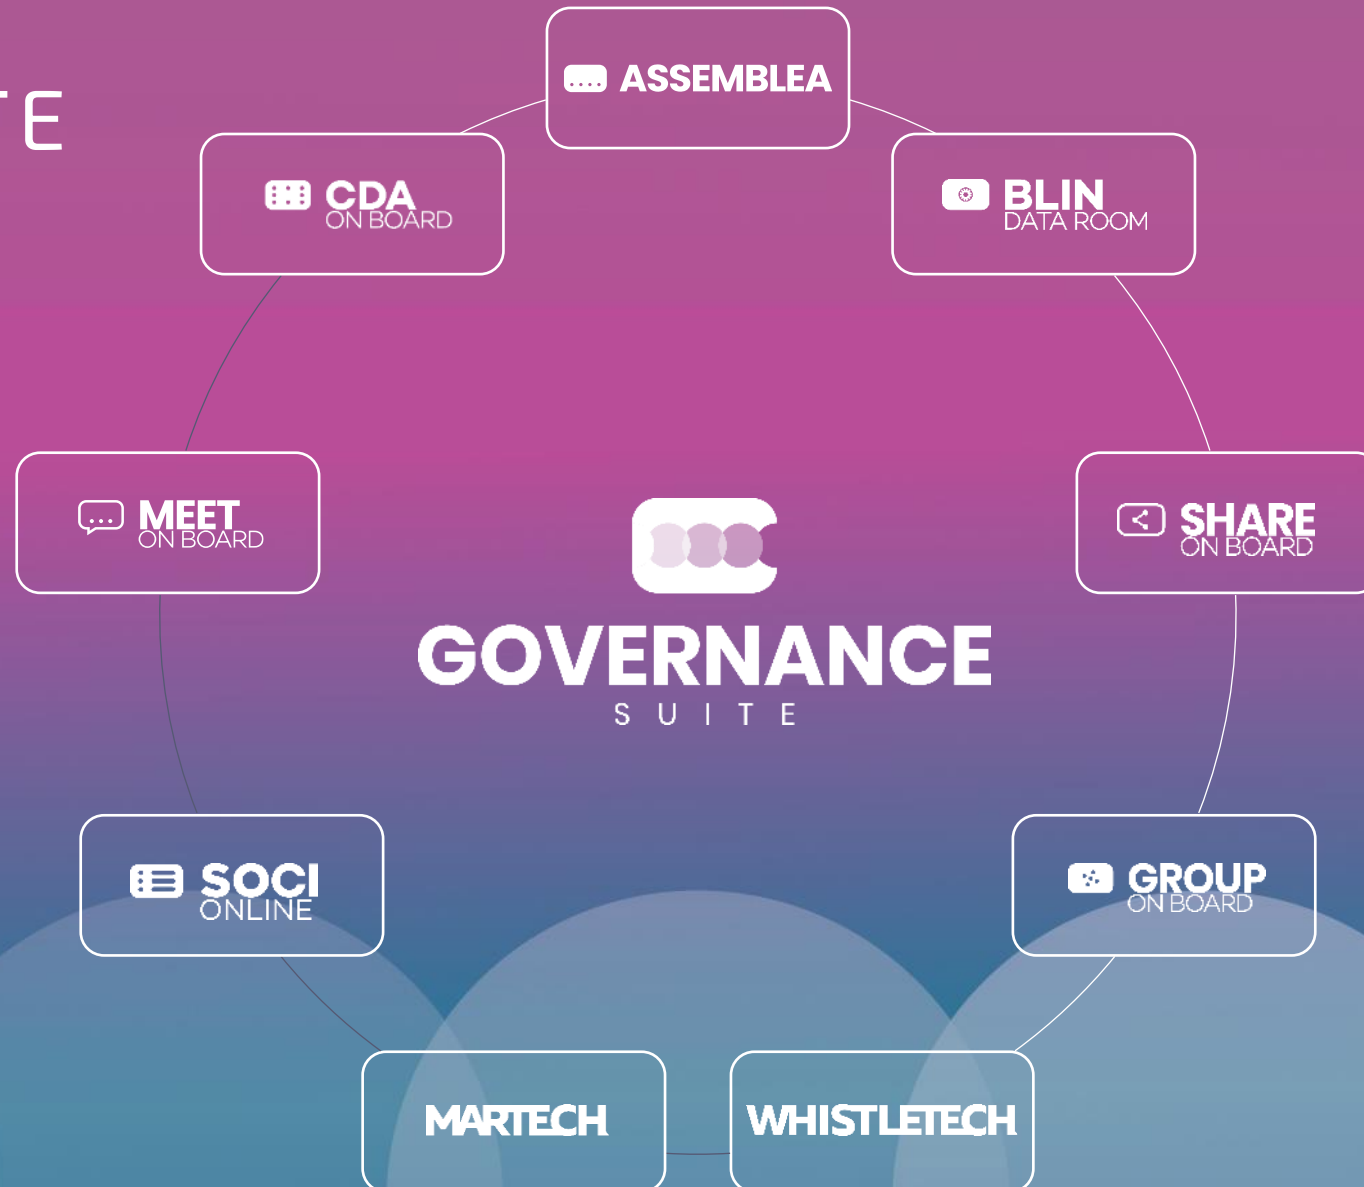 TE
ASSEMBLEA
CDA
ON BOARD
BLIN
DATA ROOM
MEET
ON BOARD
SHARE
ON BOARD
GOVERNANCE
SUITE
SOCI
ONLINE
GROUP
ON BOARD
MARTECH
WHISTLETECH